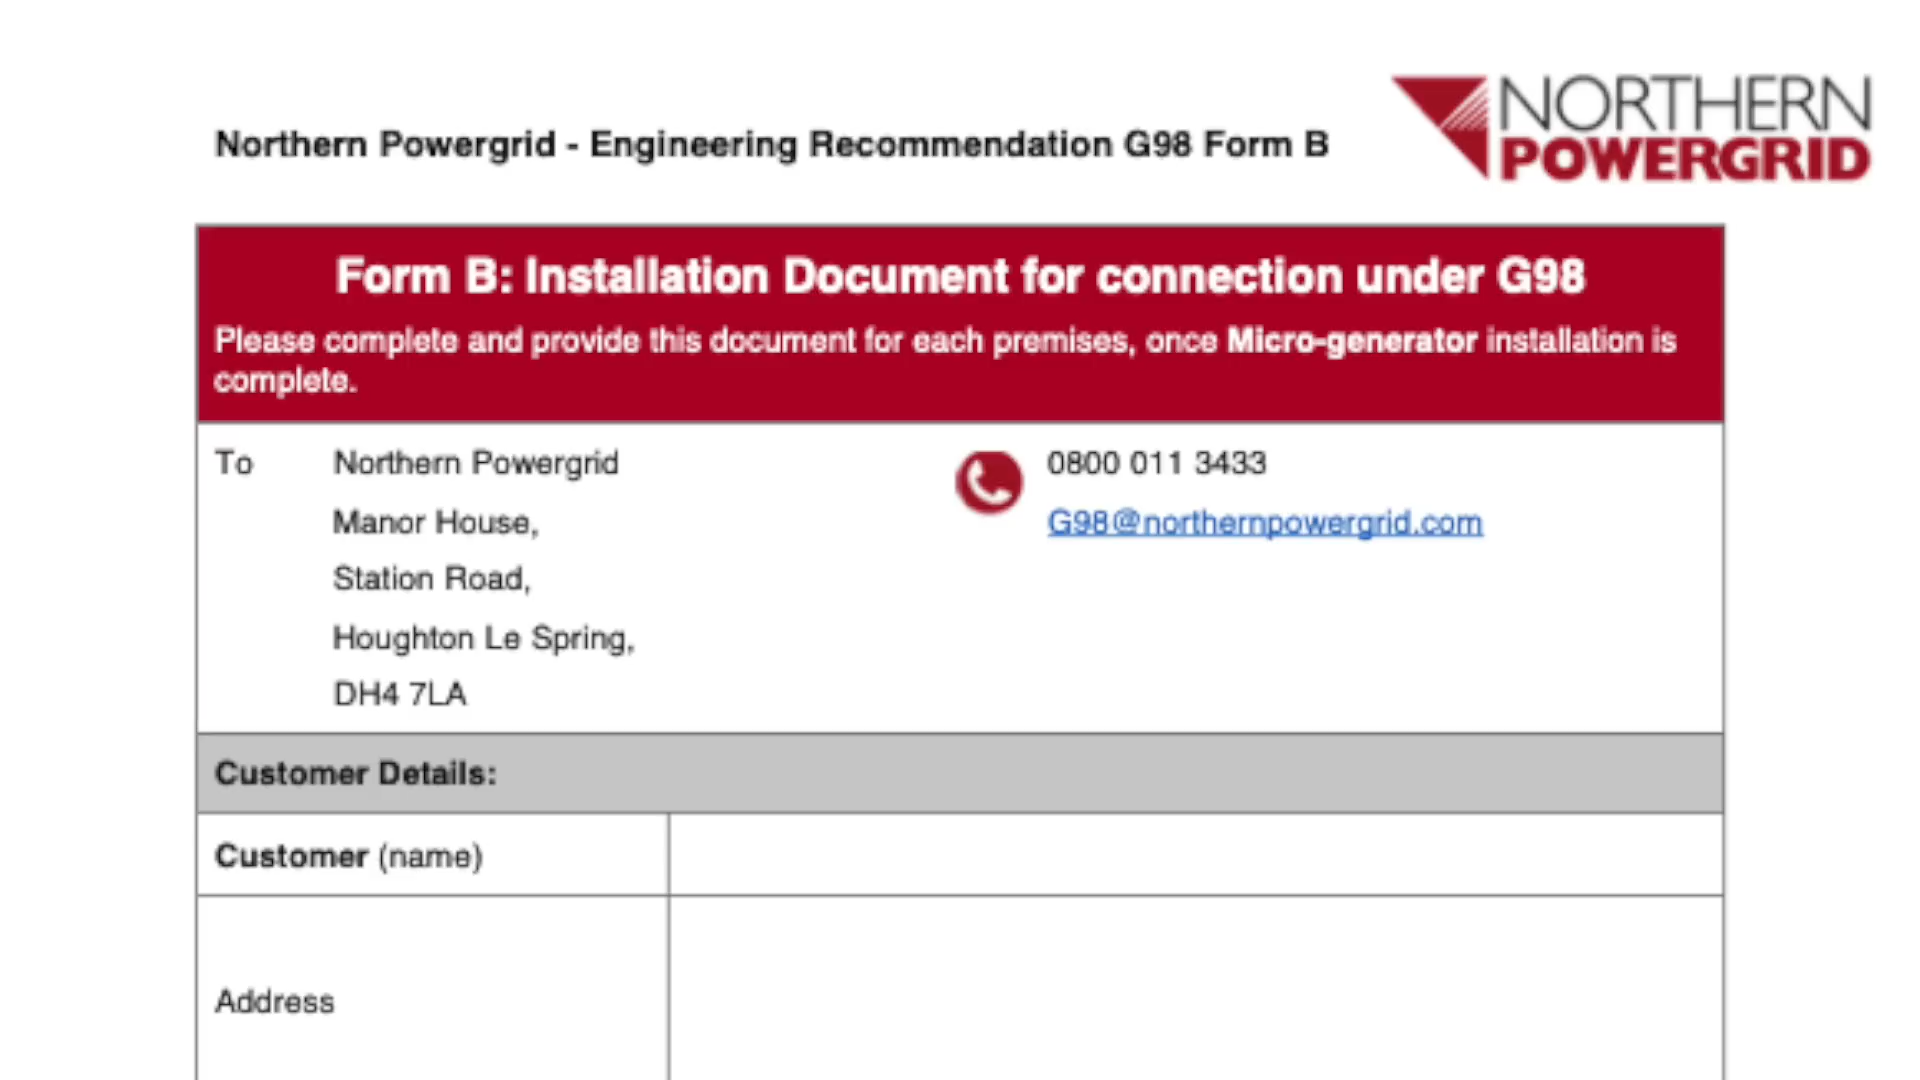 NORTHERN
POWERGRID
Northern Powergrid - Engineering Recommendation G98 Form B
Form B: Installation Document for connection under G98
Please complete and provide this document for each premises, once Micro-generator installation is
complete.
To Northern Powergrid 0800 011 3433
Manor House, G98@northernpowergrid.com
Station Road,
Houghton Le Spring,
DH4 7LA
Customer Details:
Customer (name)
Address